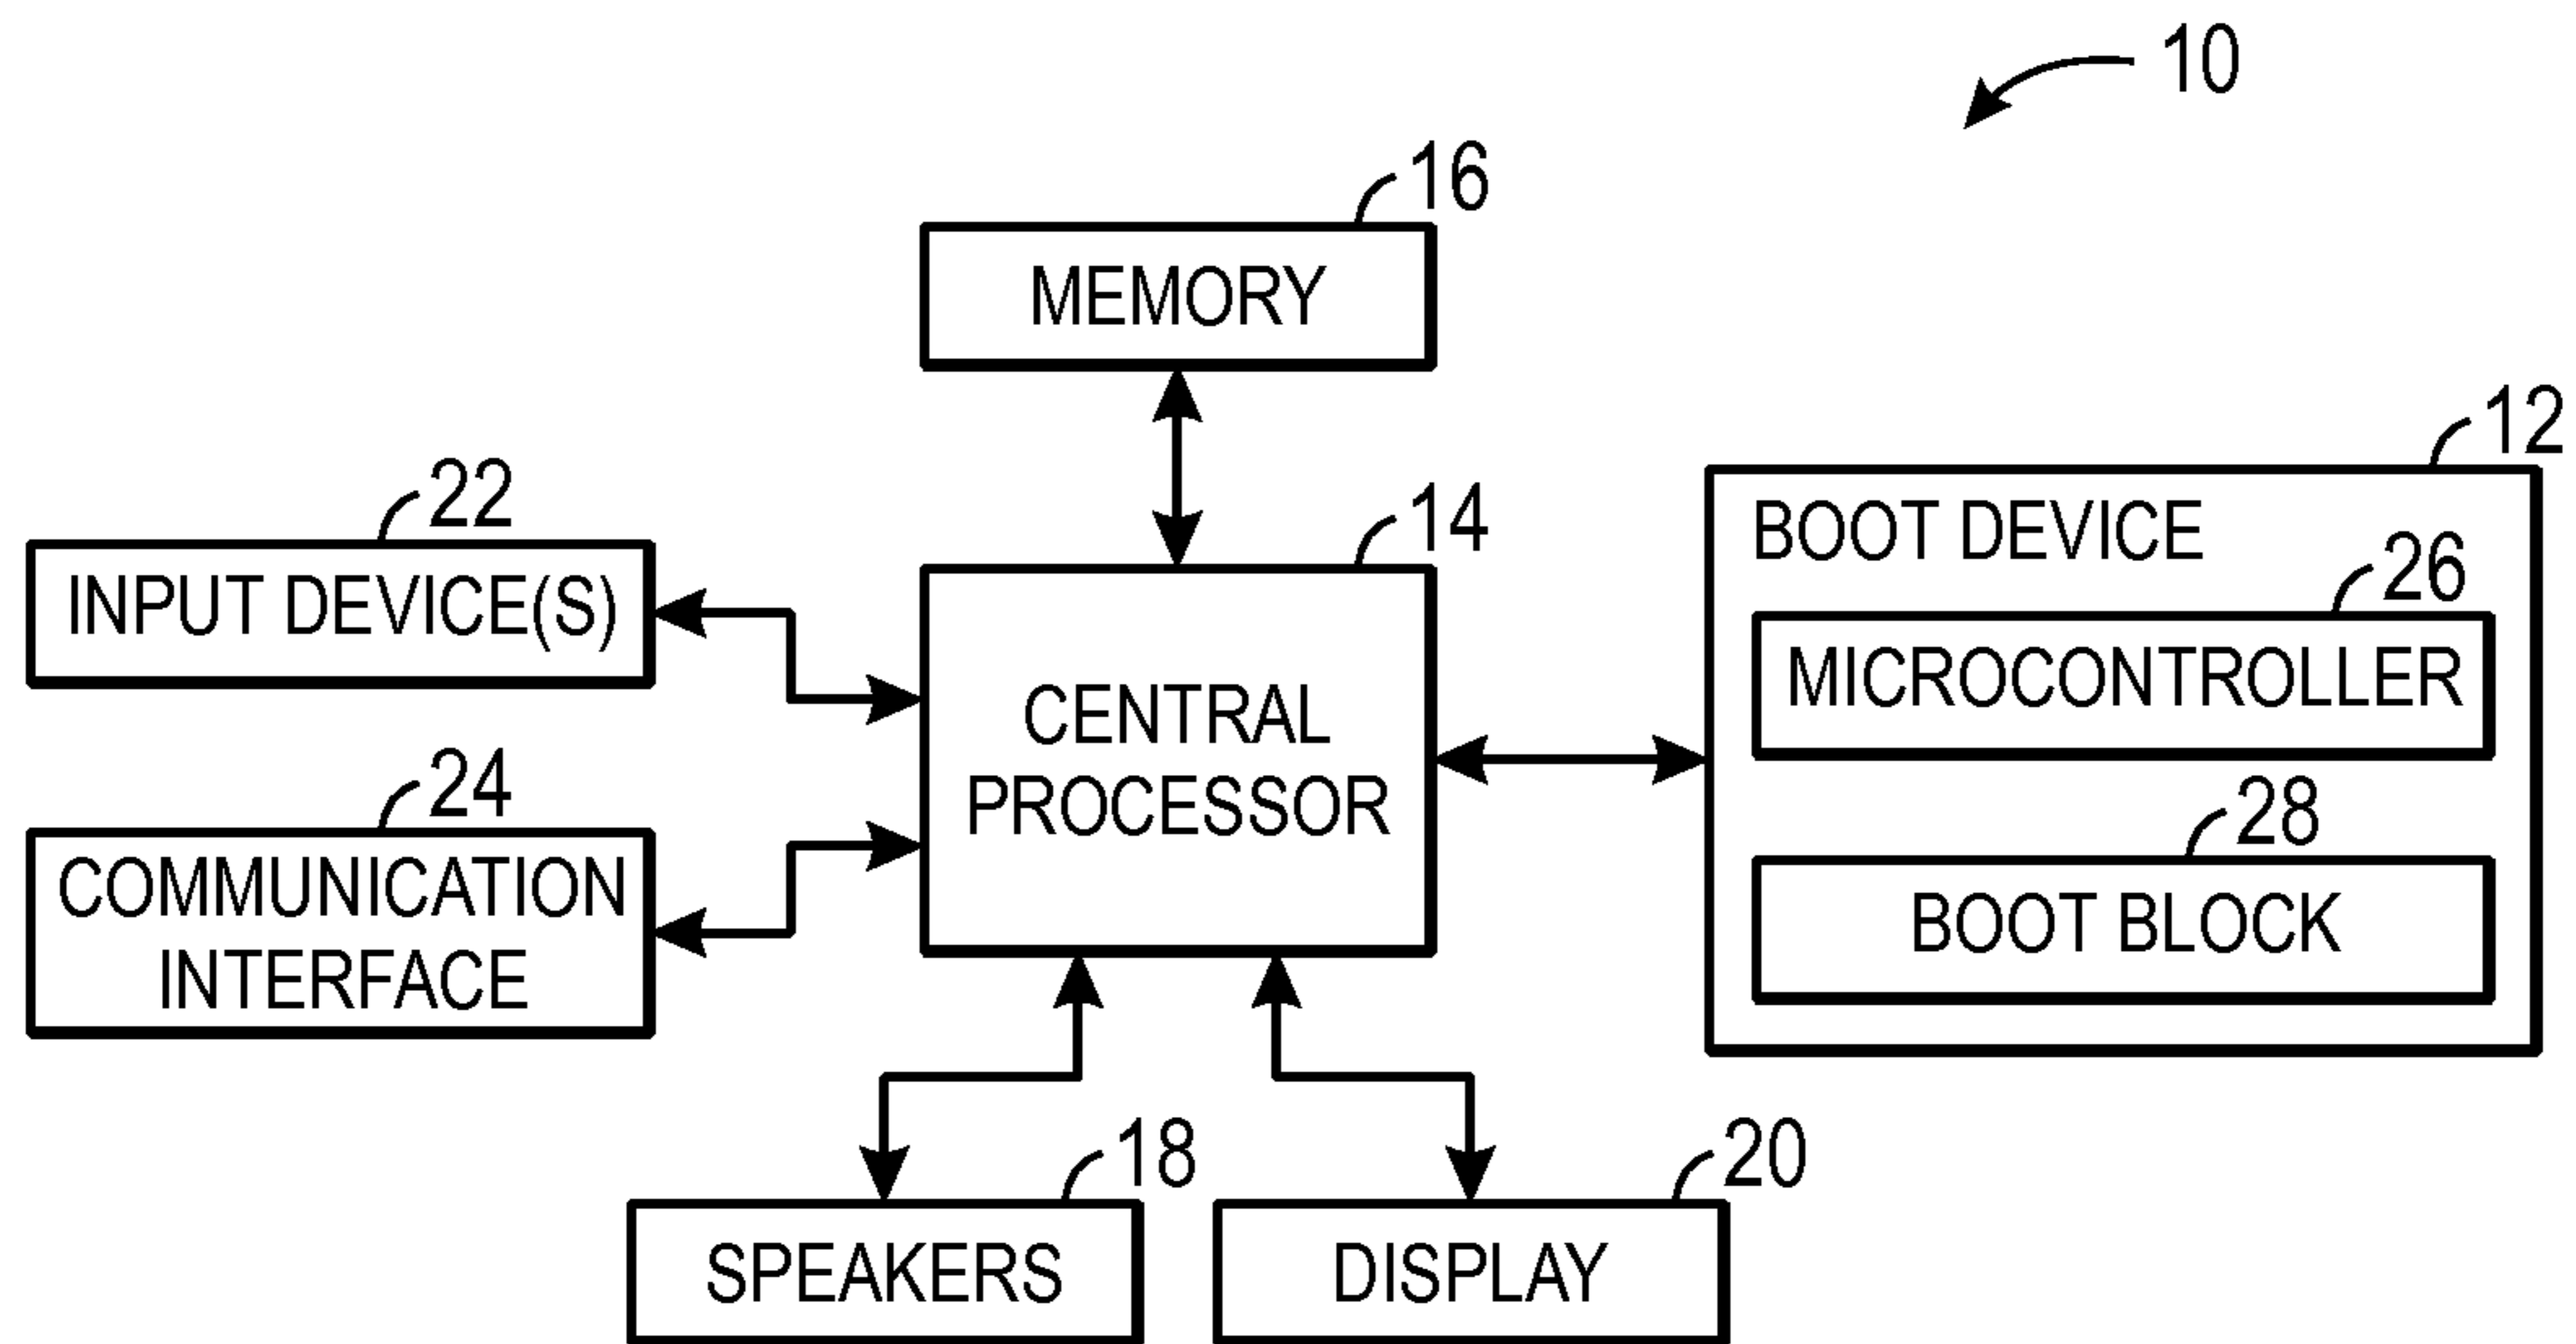 10
16
MEMORY
12
BOOT DEVICE
26
MICROCONTROLLER
28
BOOT BLOCK
22
INPUT DEVICE(S)
14
CENTRAL
PROCESSOR
24
COMMUNICATION
INTERFACE
18
SPEAKERS
20
DISPLAY